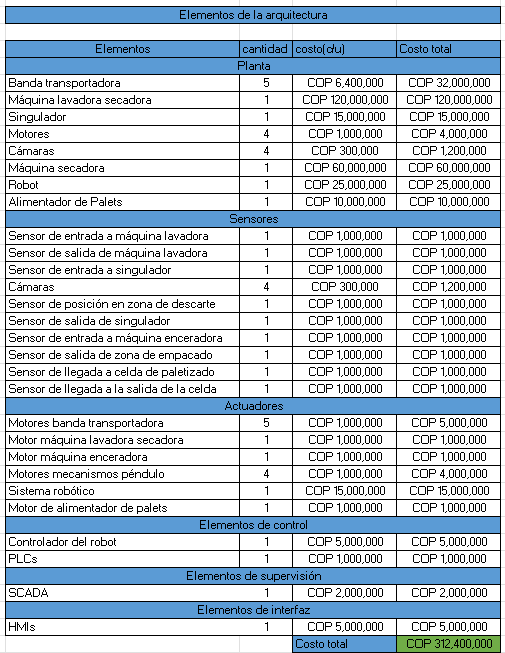 Elementos de la arquitectura
Elementos cantidad costo(c/u) Costo total
Planta
Banda transportadora 5 COP 6,400,000 COP 32,000,000
Máquina lavadora secadora 1 COP 120,000,000 COP 120,000,000
Singulador 1 COP 15,000,000 COP 15,000,000
Motores 4 COP 1,000,000 COP 4,000,000
Cámaras 4 COP 300,000 COP 1,200,000
Máquina secadora 1 COP 60,000,000 COP 60,000,000
Robot 1 COP 25,000,000 COP 25,000,000
Alimentador de Palets 1 COP 10,000,000 COP 10,000,000
Sensores
Sensor de entrada a máquina lavadora 1 COP 1,000,000 COP 1,000,000
Sensor de salida de máquina lavadora 1 COP 1,000,000 COP 1,000,000
Sensor de entrada a singulador 1 COP 1,000,000 COP 1,000,000
Cámaras 4 COP 300,000 COP 1,200,000
Sensor de posición en zona de descarte 1 COP 1,000,000 COP 1,000,000
Sensor de salida de singulador 1 COP 1,000,000 COP 1,000,000
Sensor de entrada a máquina enceradora 1 COP 1,000,000 COP 1,000,000
Sensor de salida de zona de empacado 1 COP 1,000,000 COP 1,000,000
Sensor de llegada a celda de paletizado 1 COP 1,000,000 COP 1,000,000
Sensor de llegada a la salida de la celda 1 COP 1,000,000 COP 1,000,000
Actuadores
Motores banda transportadora 5 COP 1,000,000 COP 5,000,000
Motor máquina lavadora secadora 1 COP 1,000,000 COP 1,000,000
Motor máquina enceradora 1 COP 1,000,000 COP 1,000,000
Motores mecanismos péndulo 4 COP 1,000,000 COP 4,000,000
Sistema robótico 1 COP 15,000,000 COP 15,000,000
Motor de alimentador de palets 1 COP 1,000,000 COP 1,000,000
Elementos de control
Controlador del robot 1 COP 5,000,000 COP 5,000,000
PLCs 1 COP 1,000,000 COP 1,000,000
Elementos de supervisión
SCADA 1 COP 2,000,000 COP 2,000,000
Elementos de interfaz
HMIs 1 COP 5,000,000 COP 5,000,000
Costo total COP 312,400,000